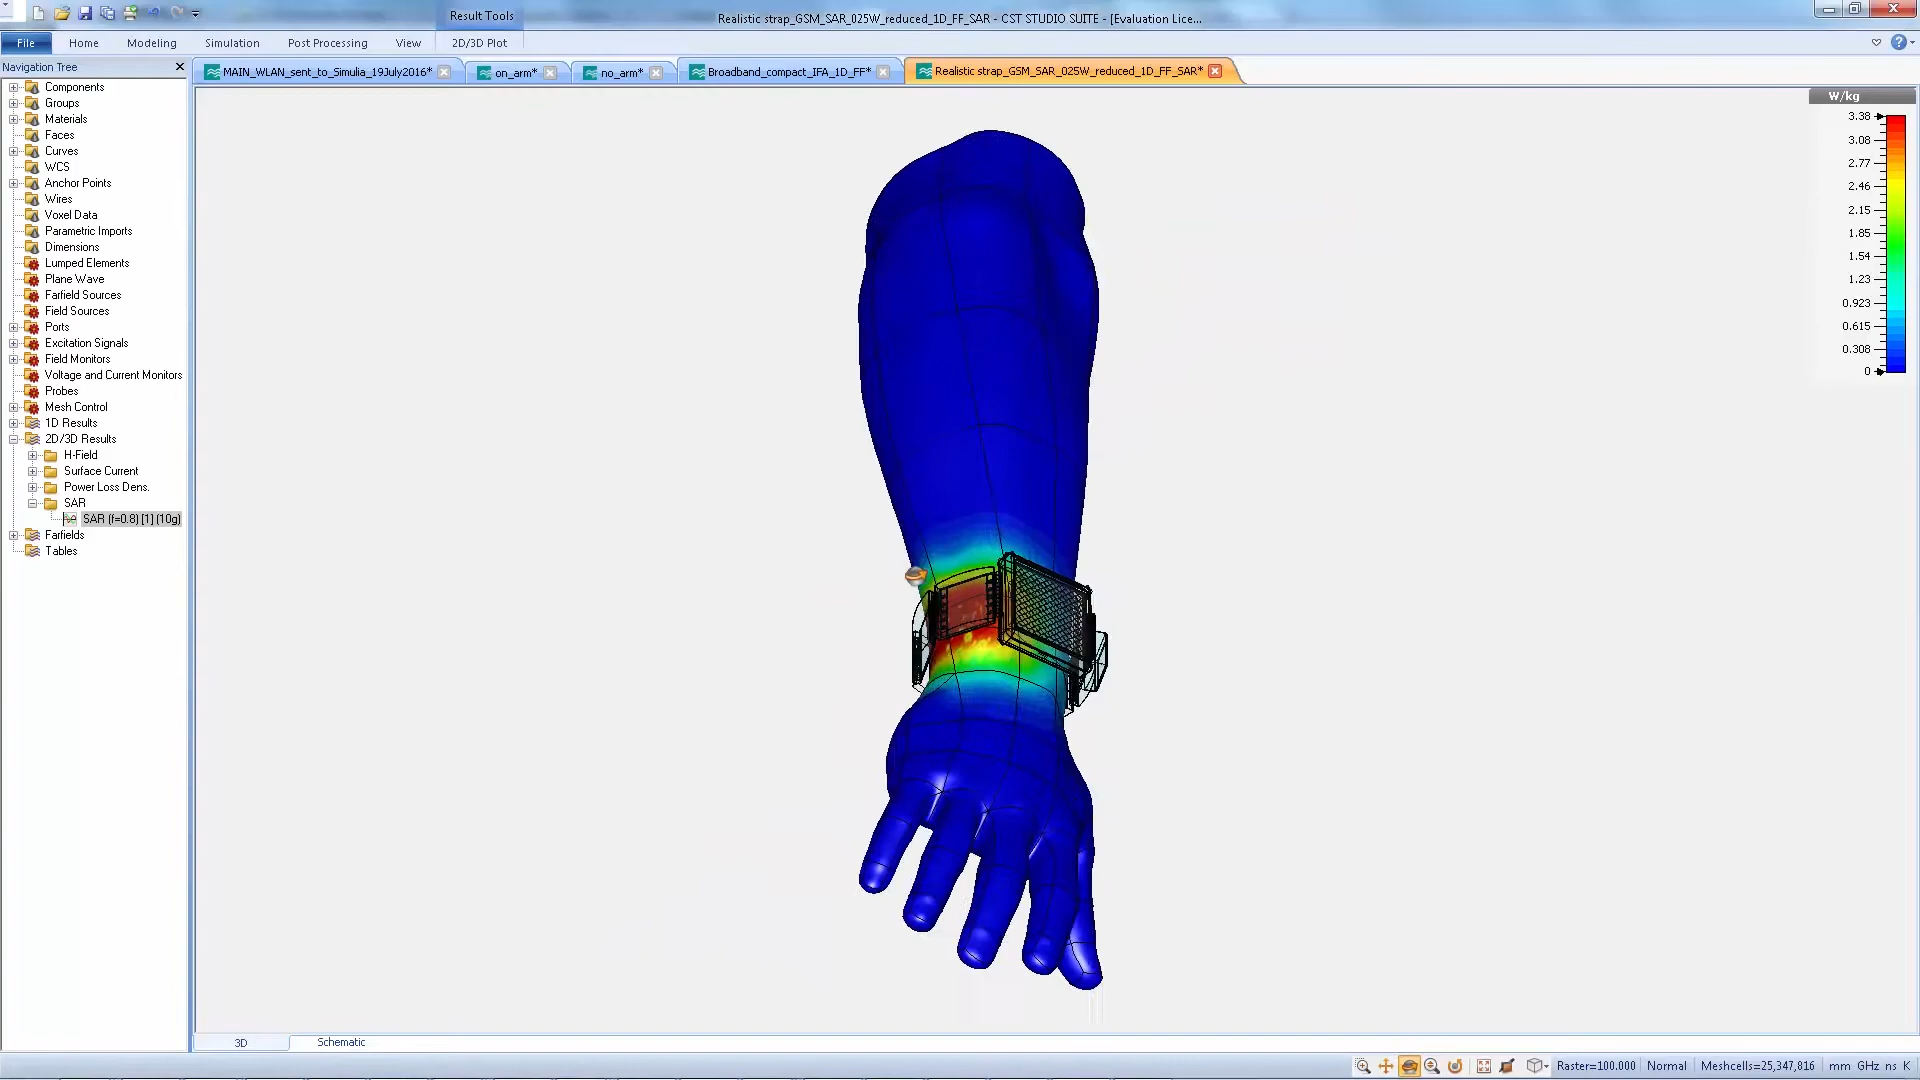 Result Tools
Realistic strap_GSM_SAR_025W_reduced_1D_FF_SAR - CST STUDIO SUITE - [Evaluation Lice...
File
Home
Modeling
Simulation
Post Processing
View
2D/3D Plot
Navigation Tree
MAIN_WLAN_sent_to_Simulia_19July2016*
on_arm*
no_arm*
Broadband_compact_IFA_1D_FF*
Realistic strap_GSM_SAR_025W_reduced_1D_FF_SAR*
Components
Groups
Materials
Faces
Curves
WCS
Anchor Points
Wires
Voxel Data
Parametric Imports
Dimensions
Lumped Elements
Plane Wave
Farfield Sources
Field Sources
Ports
Excitation Signals
Field Monitors
Voltage and Current Monitors
Probes
Mesh Control
1D Results
2D/3D Results
H-Field
Surface Current
Power Loss Dens.
SAR
SAR (f=0.8) [1] (10g)
Farfields
Tables
W/kg
3.38
3.08
2.77
2.46
2.15
1.85
1.54
1.23
0.923
0.615
0.308
0
3D
Schematic
Raster=100.000
Normal
Meshcells=25,347,816
mm GHz ns K